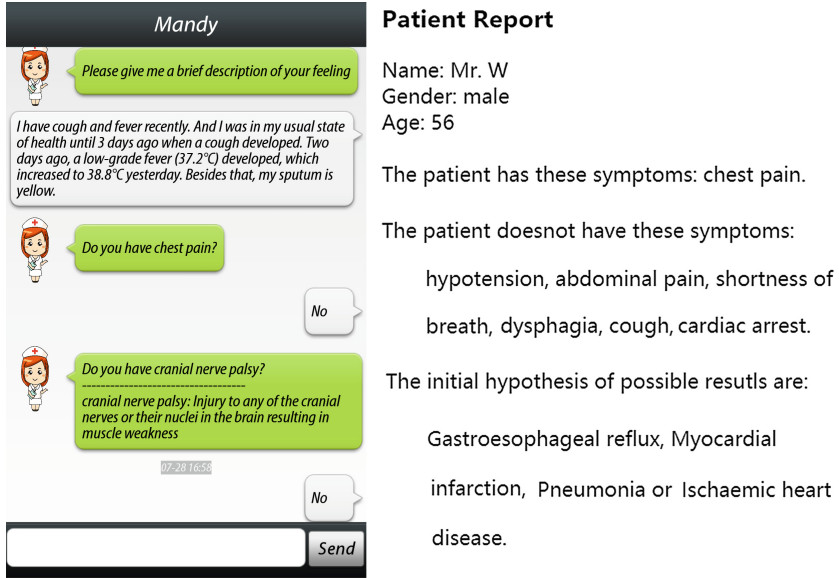 Mandy
Please give me a brief description of your feeling
I have cough and fever recently. And I was in my usual state
of health until 3 days ago when a cough developed. Two
days ago, a low-grade fever (37.2°C) developed, which
increased to 38.8°C yesterday. Besides that, my sputum is
yellow.
Do you have chest pain?
No
Do you have cranial nerve palsy?
----------------------------------
cranial nerve palsy: Injury to any of the cranial
nerves or their nuclei in the brain resulting in
muscle weakness
07-28 16:58
No
Send
Patient Report
Name: Mr. W
Gender: male
Age: 56
The patient has these symptoms: chest pain.
The patient doesnot have these symptoms:
hypotension, abdominal pain, shortness of
breath, dysphagia, cough, cardiac arrest.
The initial hypothesis of possible resutls are:
Gastroesophageal reflux, Myocardial
infarction, Pneumonia or Ischaemic heart
disease.